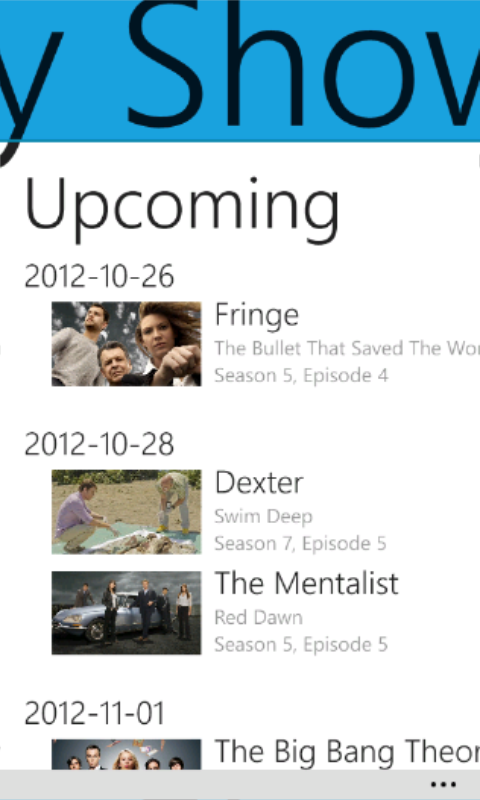 y Show
Upcoming
2012-10-26
Fringe
The Bullet That Saved The Wor
Season 5, Episode 4
2012-10-28
Dexter
Swim Deep
Season 7, Episode 5
The Mentalist
Red Dawn
Season 5, Episode 5
2012-11-01
The Big Bang Theor
...